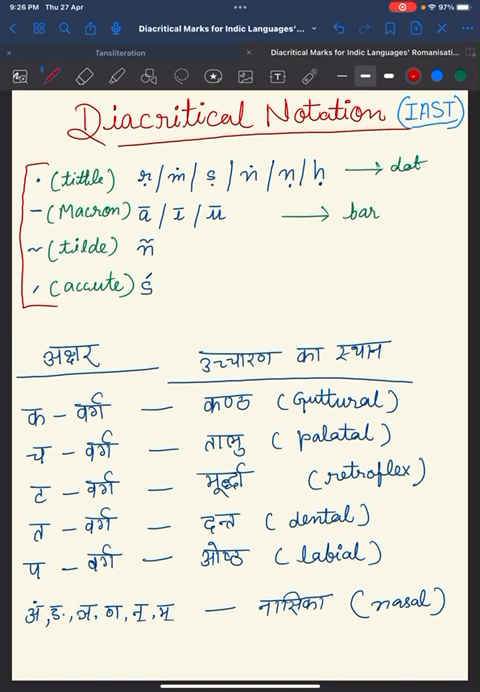 9:26 PM Thu 27 Apr
97%
Diacritical Marks for Indic Languages'...
Tansliteration
Diacritical Marks for Indic Languages' Romanisati...
Diacritical Notation (IAST)
· (tittle) ṛ / ṁ / ṣ / ṅ / ṇ / ḥ → dot
– (Macron) ā / ī / ū → bar
~ (tilde) ñ
ˊ (accute) ś
अक्षर उच्चारण का स्थान
क - वर्ग — कण्ठ (Guttural)
च - वर्ग — तालु (palatal)
ट - वर्ग — मूर्द्धा (retroflex)
त - वर्ग — दन्त (dental)
प - वर्ग — ओष्ठ (labial)
अं, ङ, ञ, ण, न्, म् — नासिका (nasal)